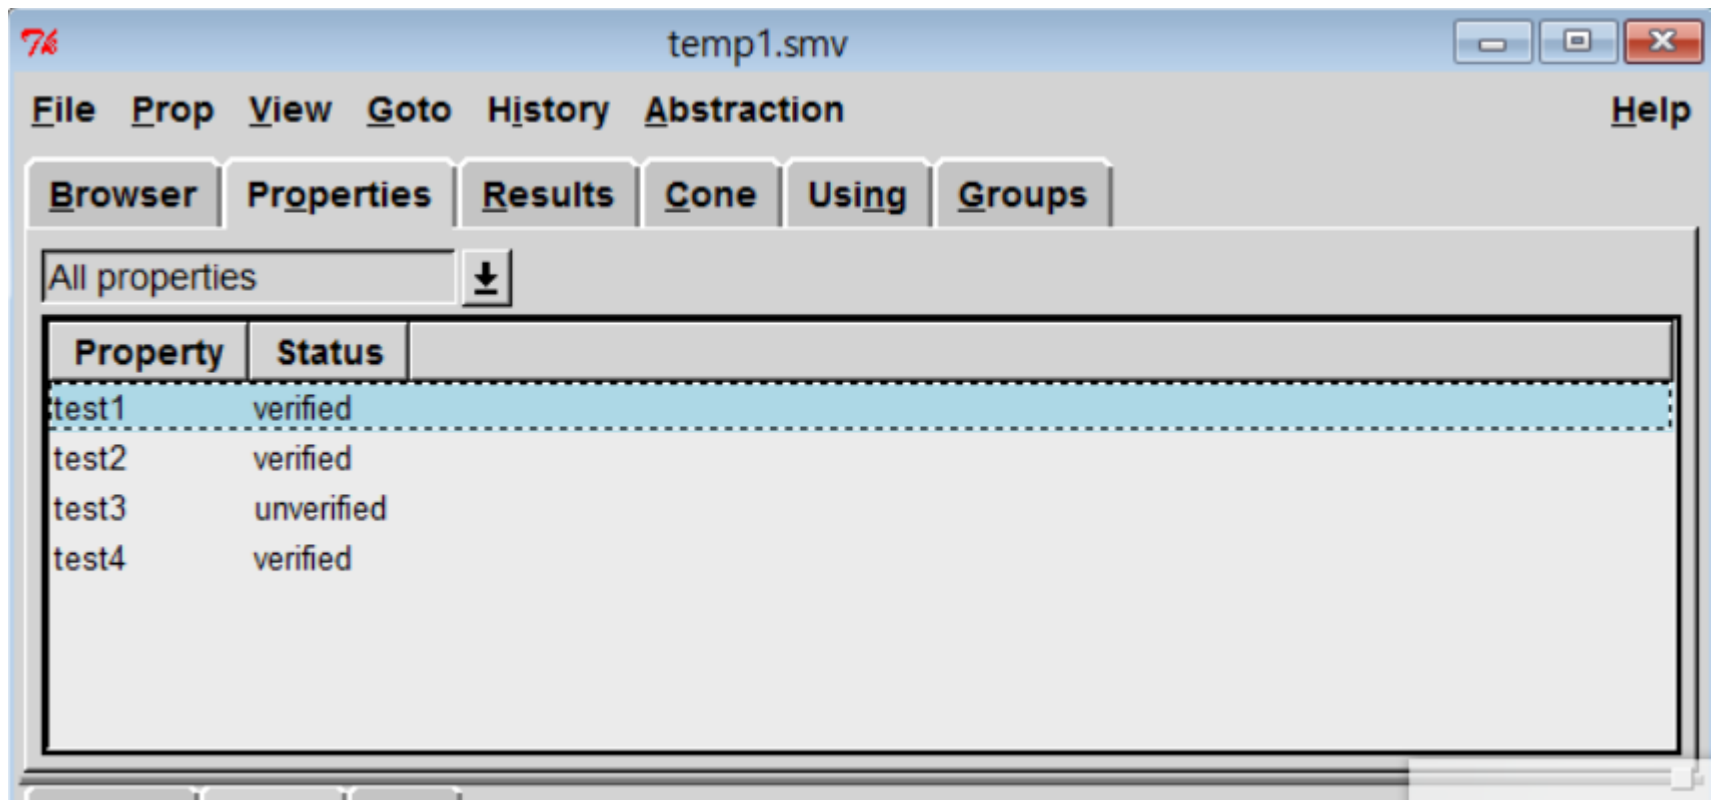 temp1.smv
File Prop View Goto History Abstraction Help
Browser Properties Results Cone Using Groups
All properties
Property Status
test1 verified
test2 verified
test3 unverified
test4 verified